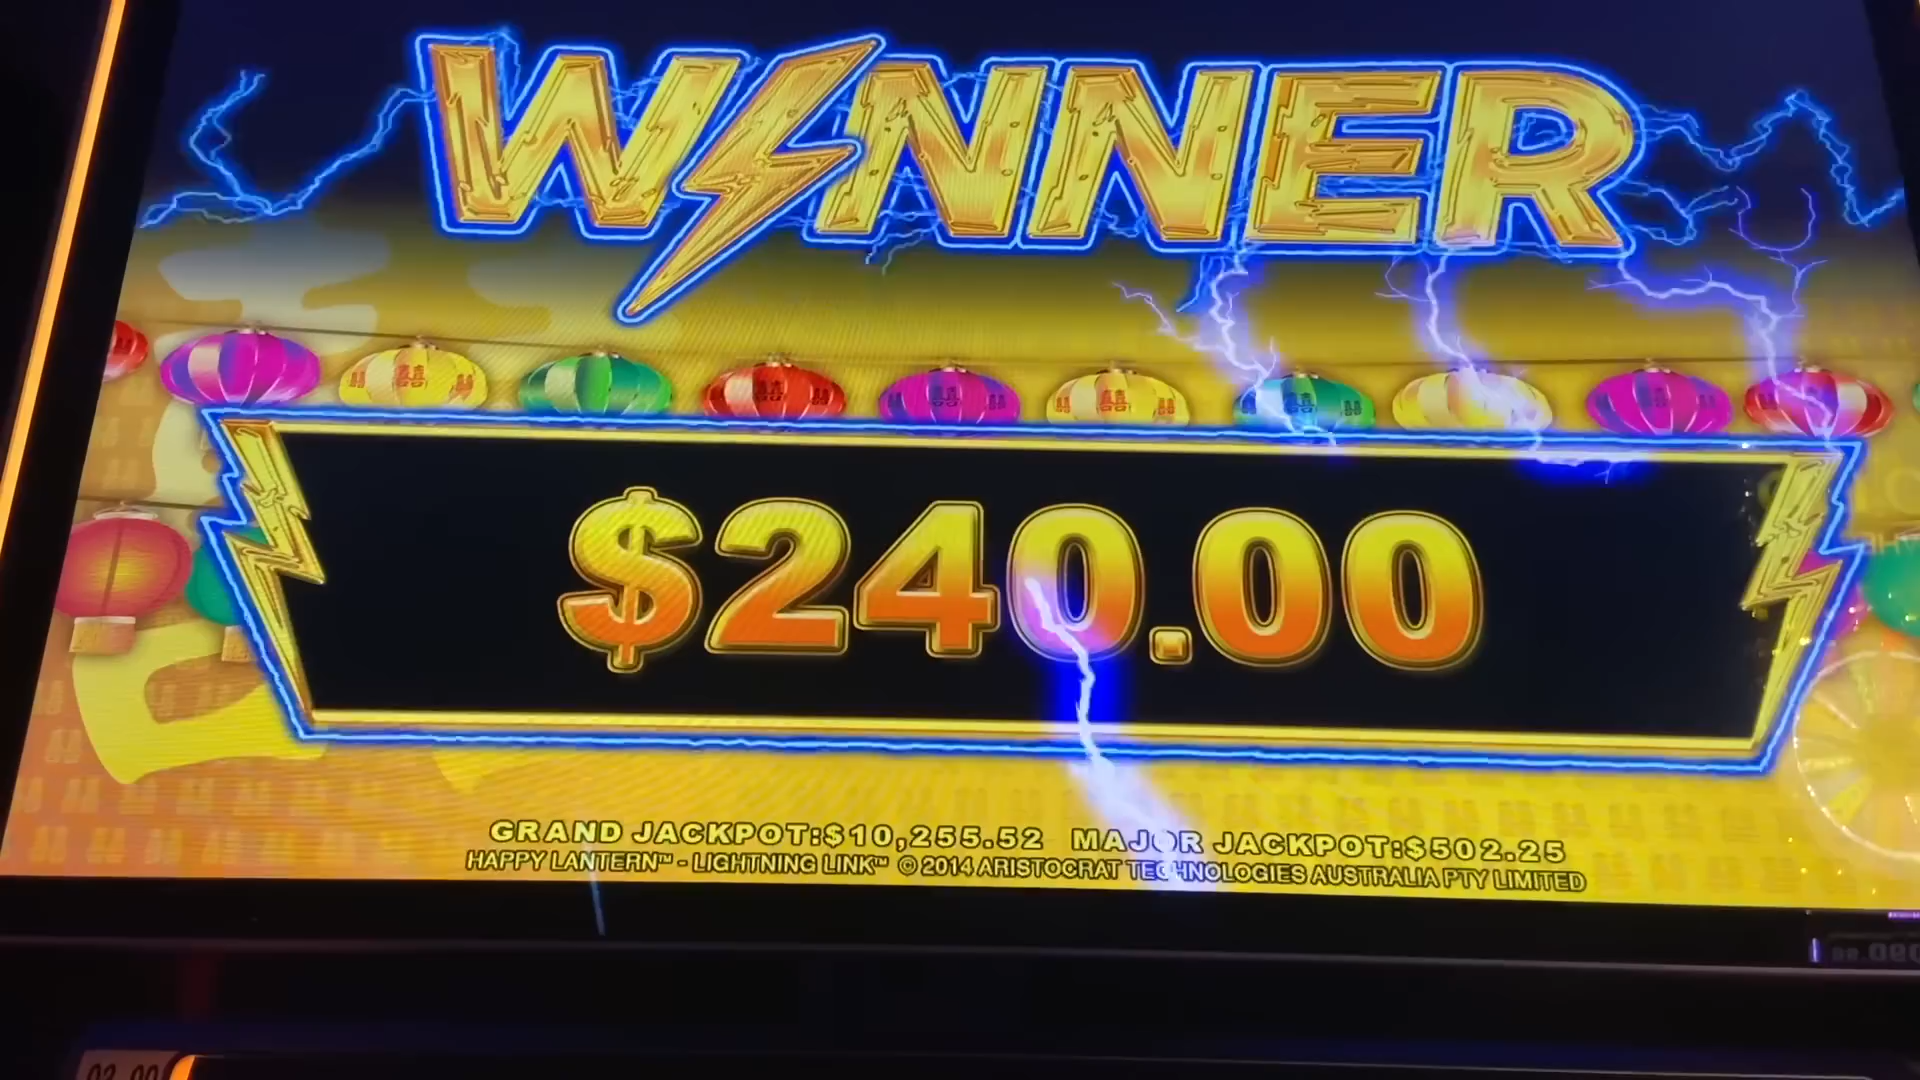 WINNER
$240.00
GRAND JACKPOT:$10,255.52 MAJOR JACKPOT:$502.25
HAPPY LANTERN™ - LIGHTNING LINK™ © 2014 ARISTOCRAT TECHNOLOGIES AUSTRALIA PTY LIMITED